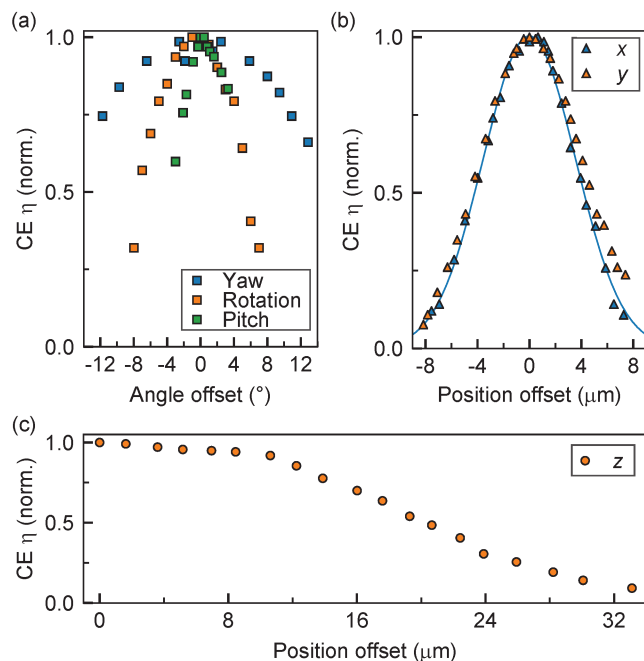 (a)
CE η (norm.)
1.0
0.5
0.0
Yaw
Rotation
Pitch
-12 -8 -4 0 4 8 12
Angle offset (°)
(b)
CE η (norm.)
1.0
0.5
0.0
x
y
-8 -4 0 4 8
Position offset (μm)
(c)
CE η (norm.)
1.0
0.5
0.0
z
0 8 16 24 32
Position offset (μm)